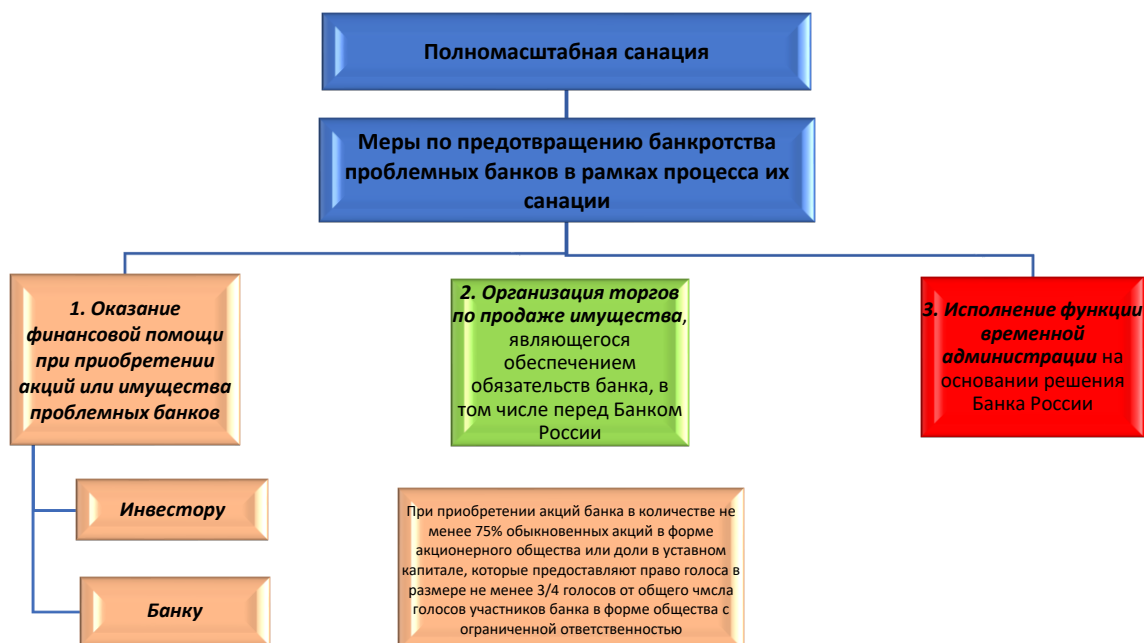 Полномасштабная санация
Меры по предотвращению банкротства
проблемных банков в рамках процесса их
санации
1. Оказание
финансовой помощи
при приобретении
акций или имущества
проблемных банков
2. Организация торгов
по продаже имущества,
являющегося
обеспечением
обязательств банка, в
том числе перед Банком
России
3. Исполнение функции
временной
администрации на
основании решения
Банка России
Инвестору
Банку
При приобретении акций банка в количестве не
менее 75% обыкновенных акций в форме
акционерного общества или доли в уставном
капитале, которые предоставляют право голоса в
размере не менее 3/4 голосов от общего чмсла
голосов участников банка в форме общества с
ограниченной ответственностью